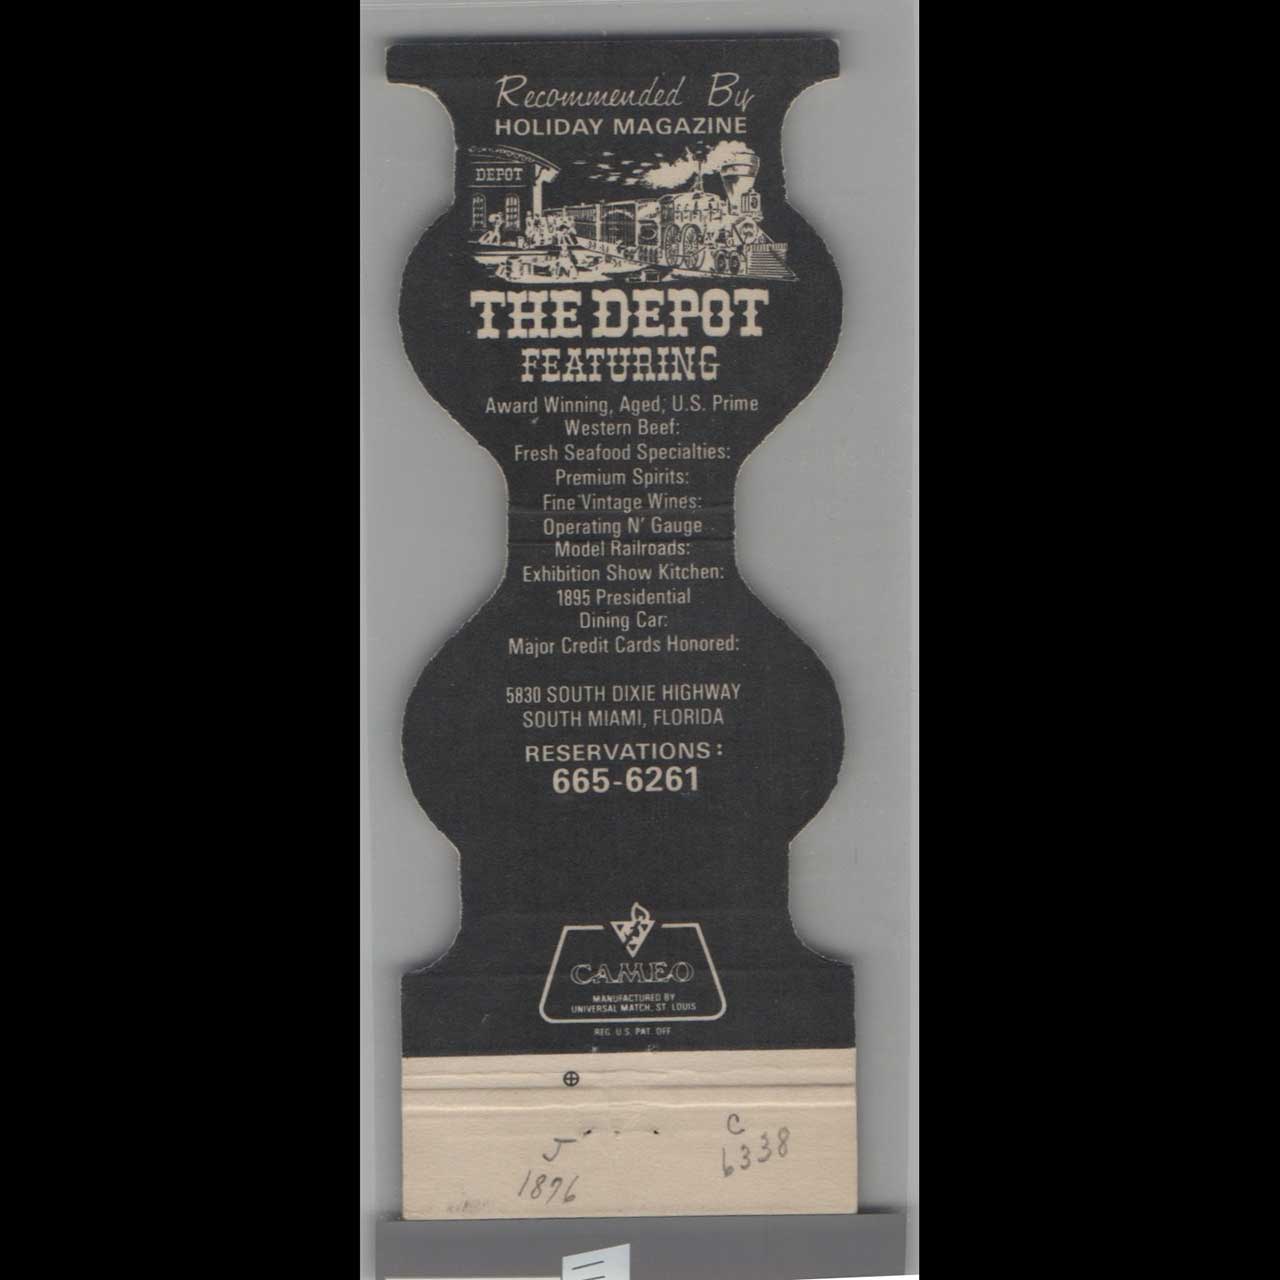 Recommended By
HOLIDAY MAGAZINE
DEPOT
THE DEPOT
FEATURING
Award Winning, Aged, U.S. Prime
Western Beef:
Fresh Seafood Specialties:
Premium Spirits:
Fine Vintage Wines:
Operating N' Gauge
Model Railroads:
Exhibition Show Kitchen:
1895 Presidential
Dining Car:
Major Credit Cards Honored:
5830 SOUTH DIXIE HIGHWAY
SOUTH MIAMI, FLORIDA
RESERVATIONS:
665-6261
CAMEO
MANUFACTURED BY
UNIVERSAL MATCH, ST. LOUIS
REG. U.S. PAT. OFF
J
1876
C
6338